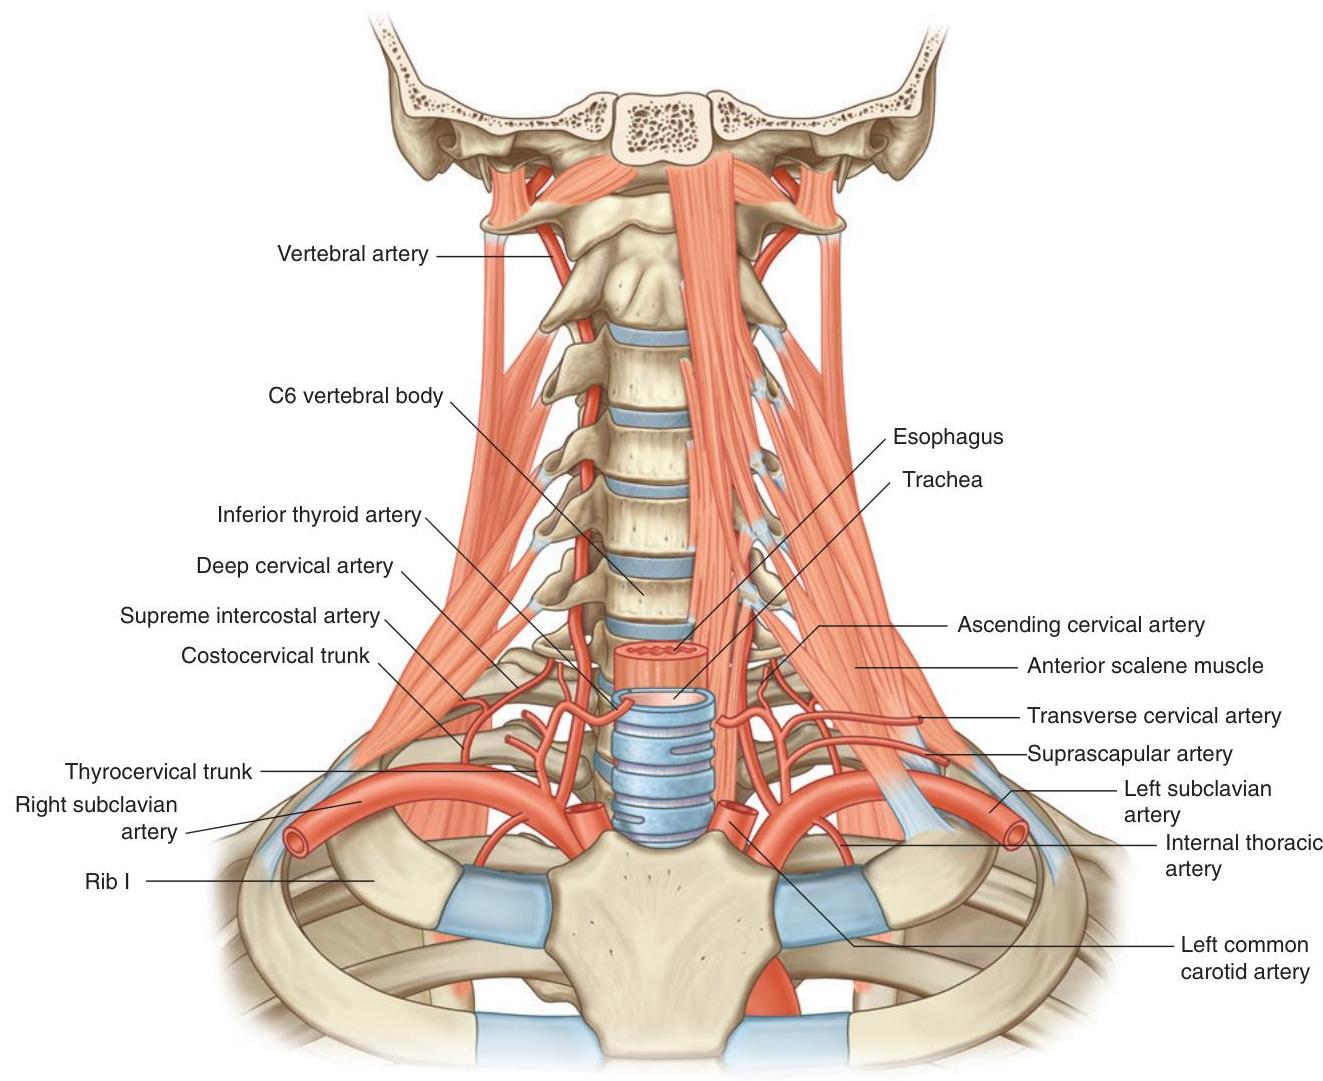 Vertebral artery
C6 vertebral body
Inferior thyroid artery
Deep cervical artery
Supreme intercostal artery
Costocervical trunk
Thyrocervical trunk
Right subclavian
artery
Rib I
Esophagus
Trachea
Ascending cervical artery
Anterior scalene muscle
Transverse cervical artery
Suprascapular artery
Left subclavian
artery
Internal thoracic
artery
Left common
carotid artery